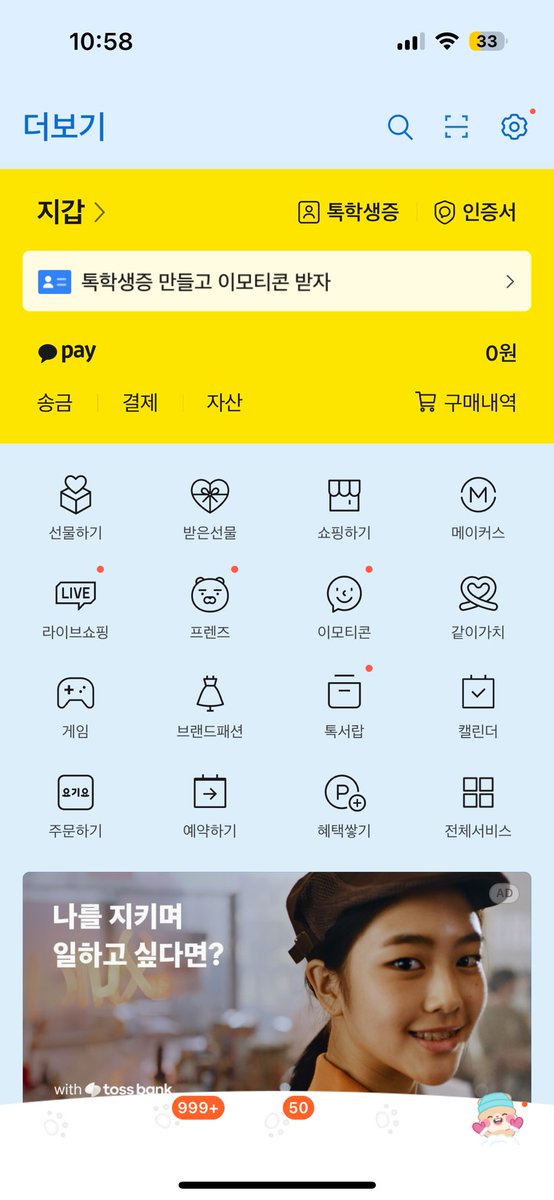 10:58
33
더보기
지갑
톡학생증
인증서
톡학생증 만들고 이모티콘 받자
pay
0원
송금
결제
자산
구매내역
M
선물하기
받은선물
쇼핑하기
메이커스
LIVE
라이브쇼핑
프렌즈
이모티콘
같이가치
게임
브랜드패션
톡서랍
캘린더
요기요
P
주문하기
예약하기
혜택쌓기
전체서비스
AD
나를 지키며
일하고 싶다면?
with toss bank
999+
50